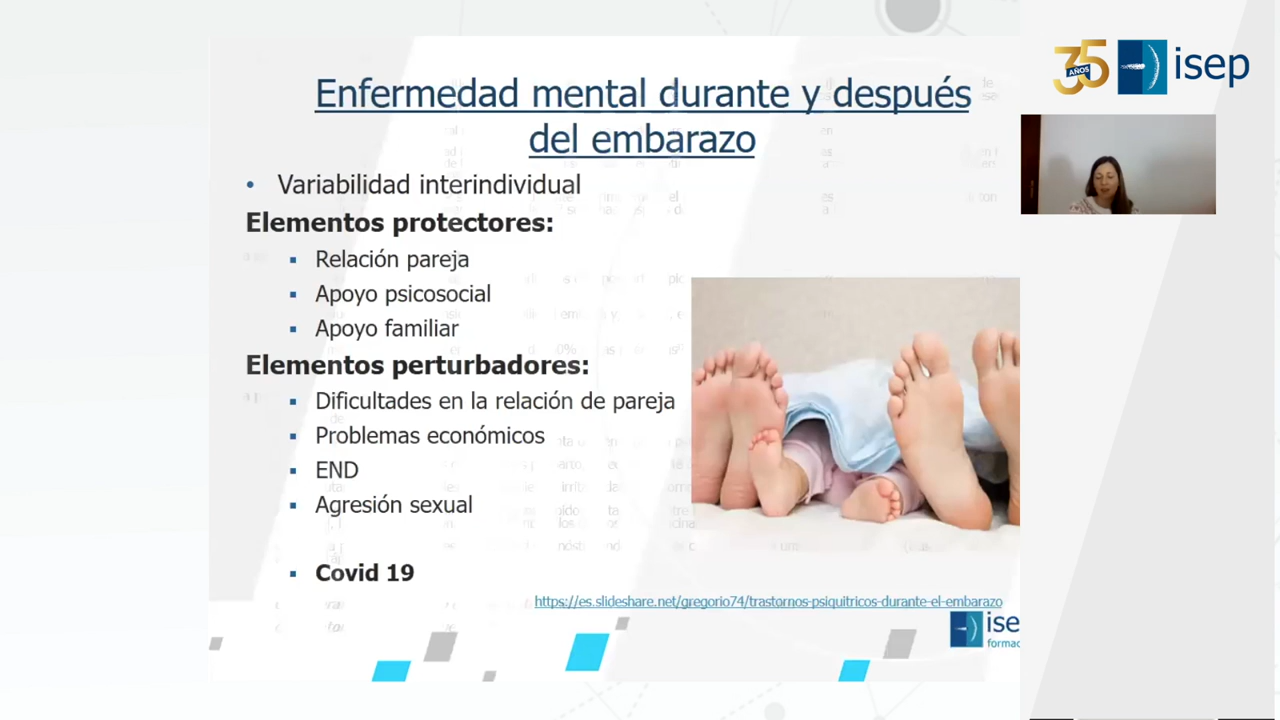 Enfermedad mental durante y después
del embarazo
• Variabilidad interindividual
Elementos protectores:
▪ Relación pareja
▪ Apoyo psicosocial
▪ Apoyo familiar
Elementos perturbadores:
▪ Dificultades en la relación de pareja
▪ Problemas económicos
▪ END
▪ Agresión sexual
▪ Covid 19
https://es.slideshare.net/gregorio74/trastornos-psiquitricos-durante-el-embarazo
35
AÑOS
isep
ise
formac